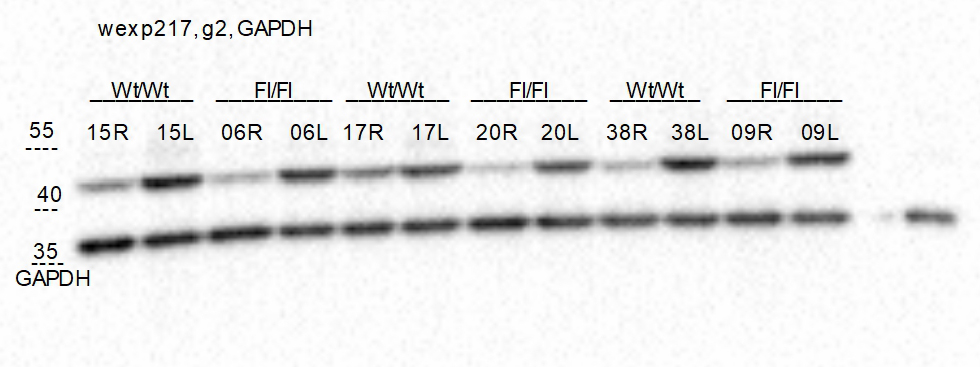 wexp217,g2,GAPDH
Wt/Wt Fl/Fl Wt/Wt Fl/Fl Wt/Wt Fl/Fl
55 15R 15L 06R 06L 17R 17L 20R 20L 38R 38L 09R 09L
40
35
GAPDH